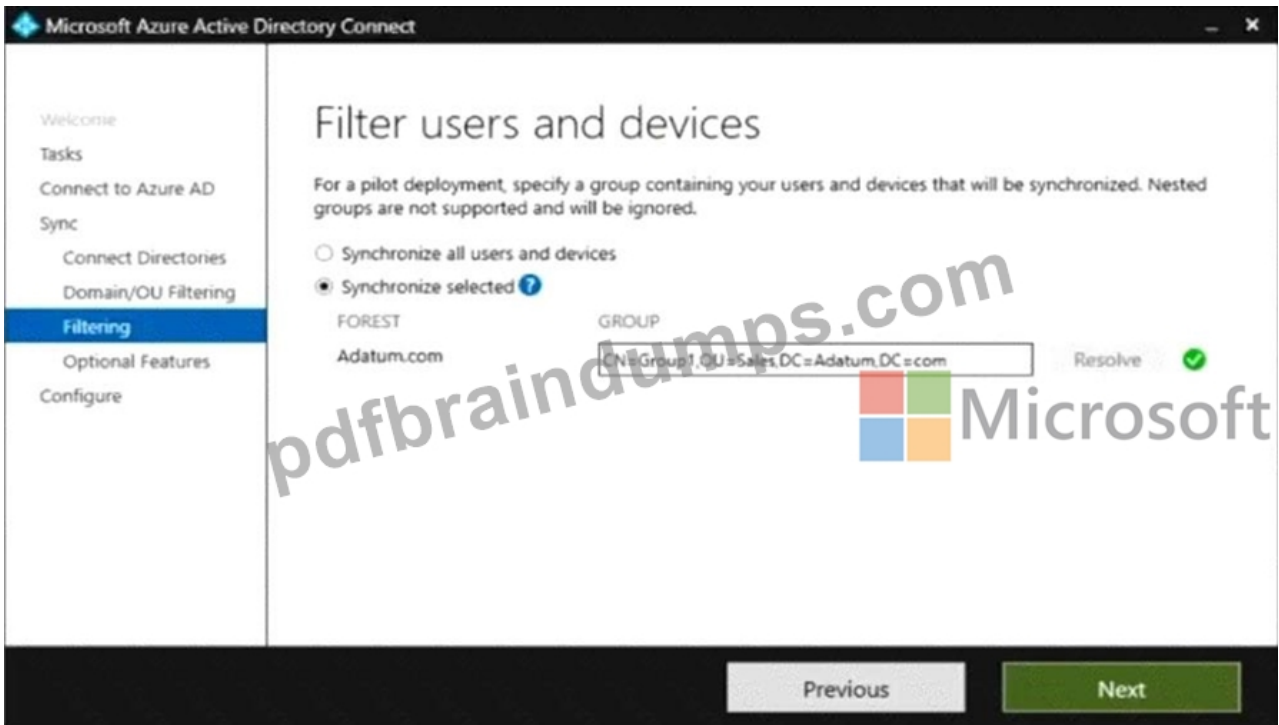 Microsoft Azure Active Directory Connect
Welcome
Tasks
Connect to Azure AD
Sync
Connect Directories
Domain/OU Filtering
Filtering
Optional Features
Configure
Filter users and devices
For a pilot deployment, specify a group containing your users and devices that will be synchronized. Nested
groups are not supported and will be ignored.
Synchronize all users and devices
Synchronize selected ?
FOREST GROUP
Adatum.com CN=Group1,OU=Sales,DC=Adatum,DC=com Resolve
pdfbraindumps.com
Microsoft
Previous Next